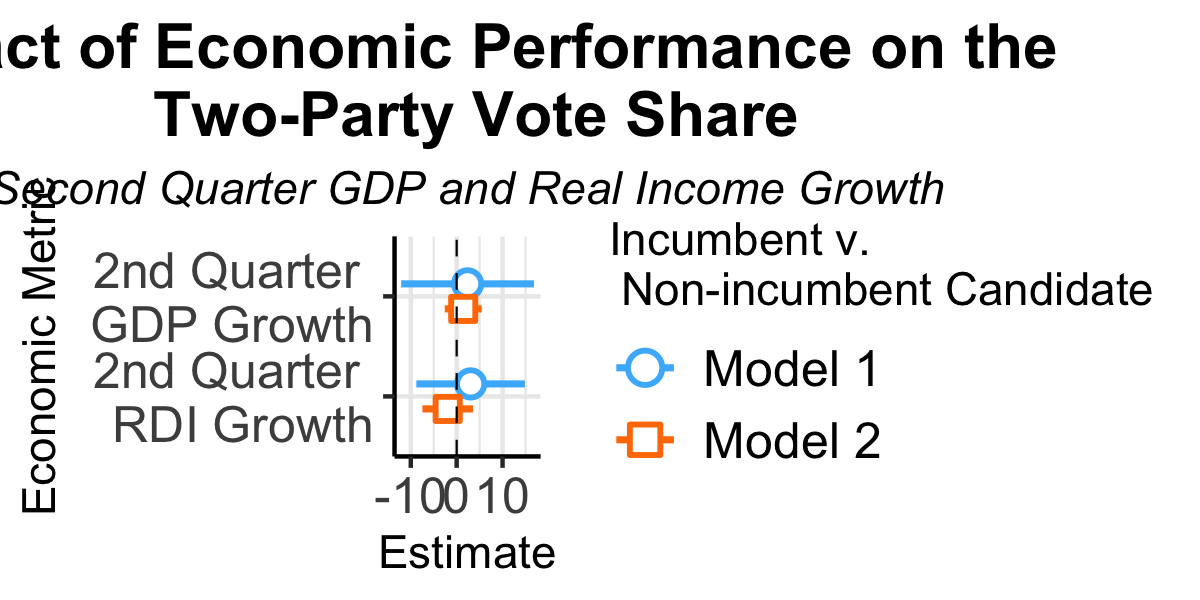 ct of Economic Performance on the
Two-Party Vote Share
Second Quarter GDP and Real Income Growth
Economic Metric
2nd Quarter
GDP Growth
2nd Quarter
RDI Growth
-10 0 10
Estimate
Incumbent v.
Non-incumbent Candidate
Model 1
Model 2